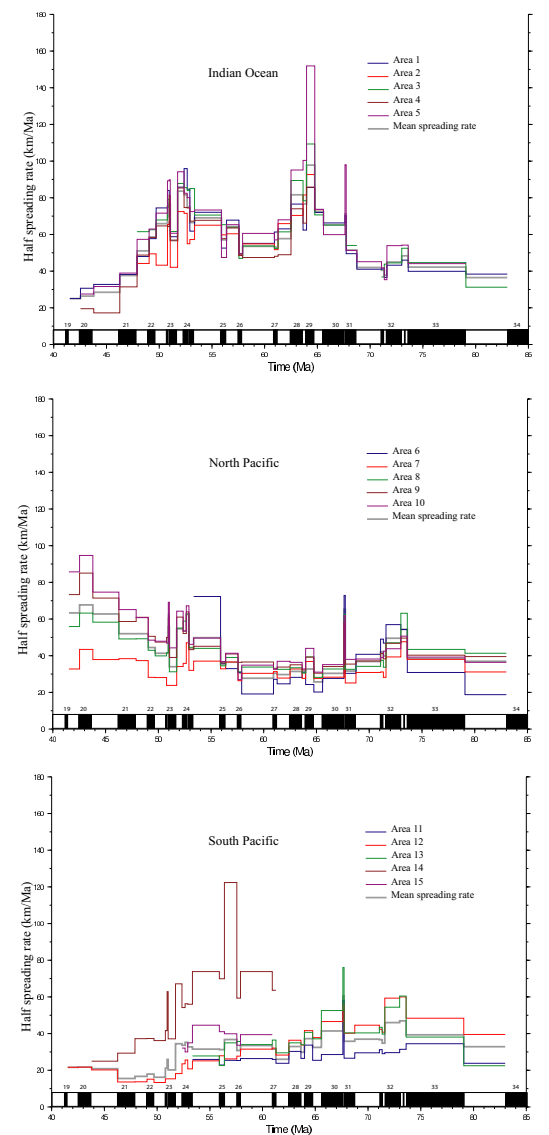 180
160
140
120
100
80
60
40
20
0
Half spreading rate (km/Ma)
Indian Ocean
Area 1
Area 2
Area 3
Area 4
Area 5
Mean spreading rate
19 20 21 22 23 24 25 26 27 28 29 30 31 32 33 34
40 45 50 55 60 65 70 75 80 85
Time (Ma)
180
160
140
120
100
80
60
40
20
0
Half spreading rate (km/Ma)
North Pacific
Area 6
Area 7
Area 8
Area 9
Area 10
Mean spreading rate
19 20 21 22 23 24 25 26 27 28 29 30 31 32 33 34
40 45 50 55 60 65 70 75 80 85
Time (Ma)
180
160
140
120
100
80
60
40
20
0
Half spreading rate (km/Ma)
South Pacific
Area 11
Area 12
Area 13
Area 14
Area 15
Mean spreading rate
19 20 21 22 23 24 25 26 27 28 29 30 31 32 33 34
40 45 50 55 60 65 70 75 80 85
Time (Ma)